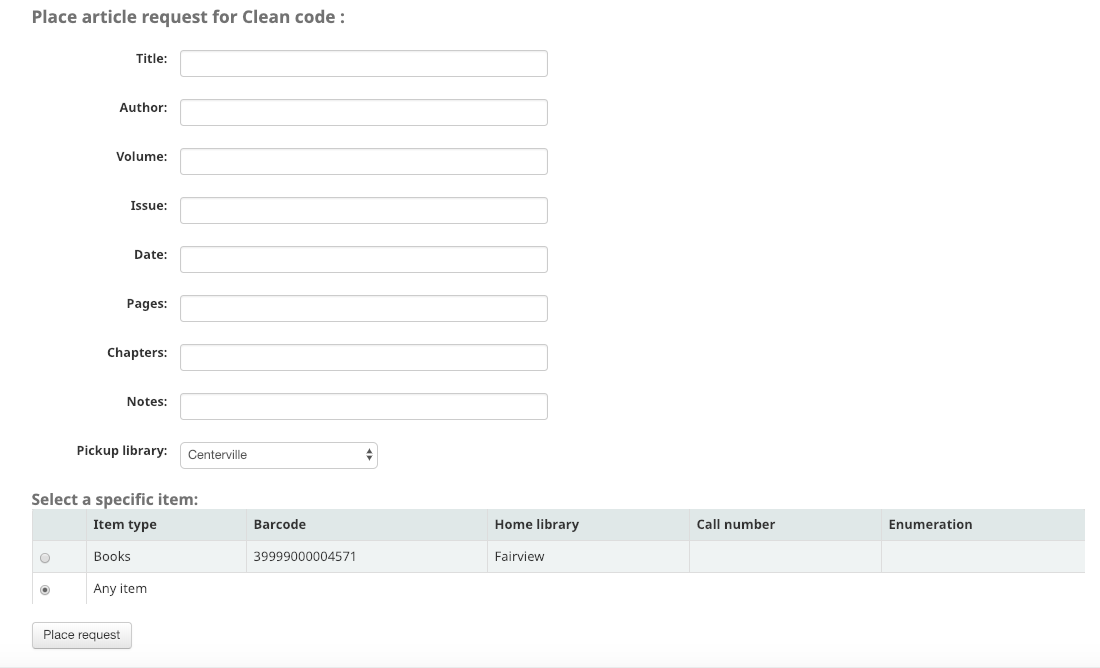 Place article request for Clean code :
Title:
Author:
Volume:
Issue:
Date:
Pages:
Chapters:
Notes:
Pickup library: Centerville
Select a specific item:
Item type Barcode Home library Call number Enumeration
Books 39999000004571 Fairview
Any item
Place request